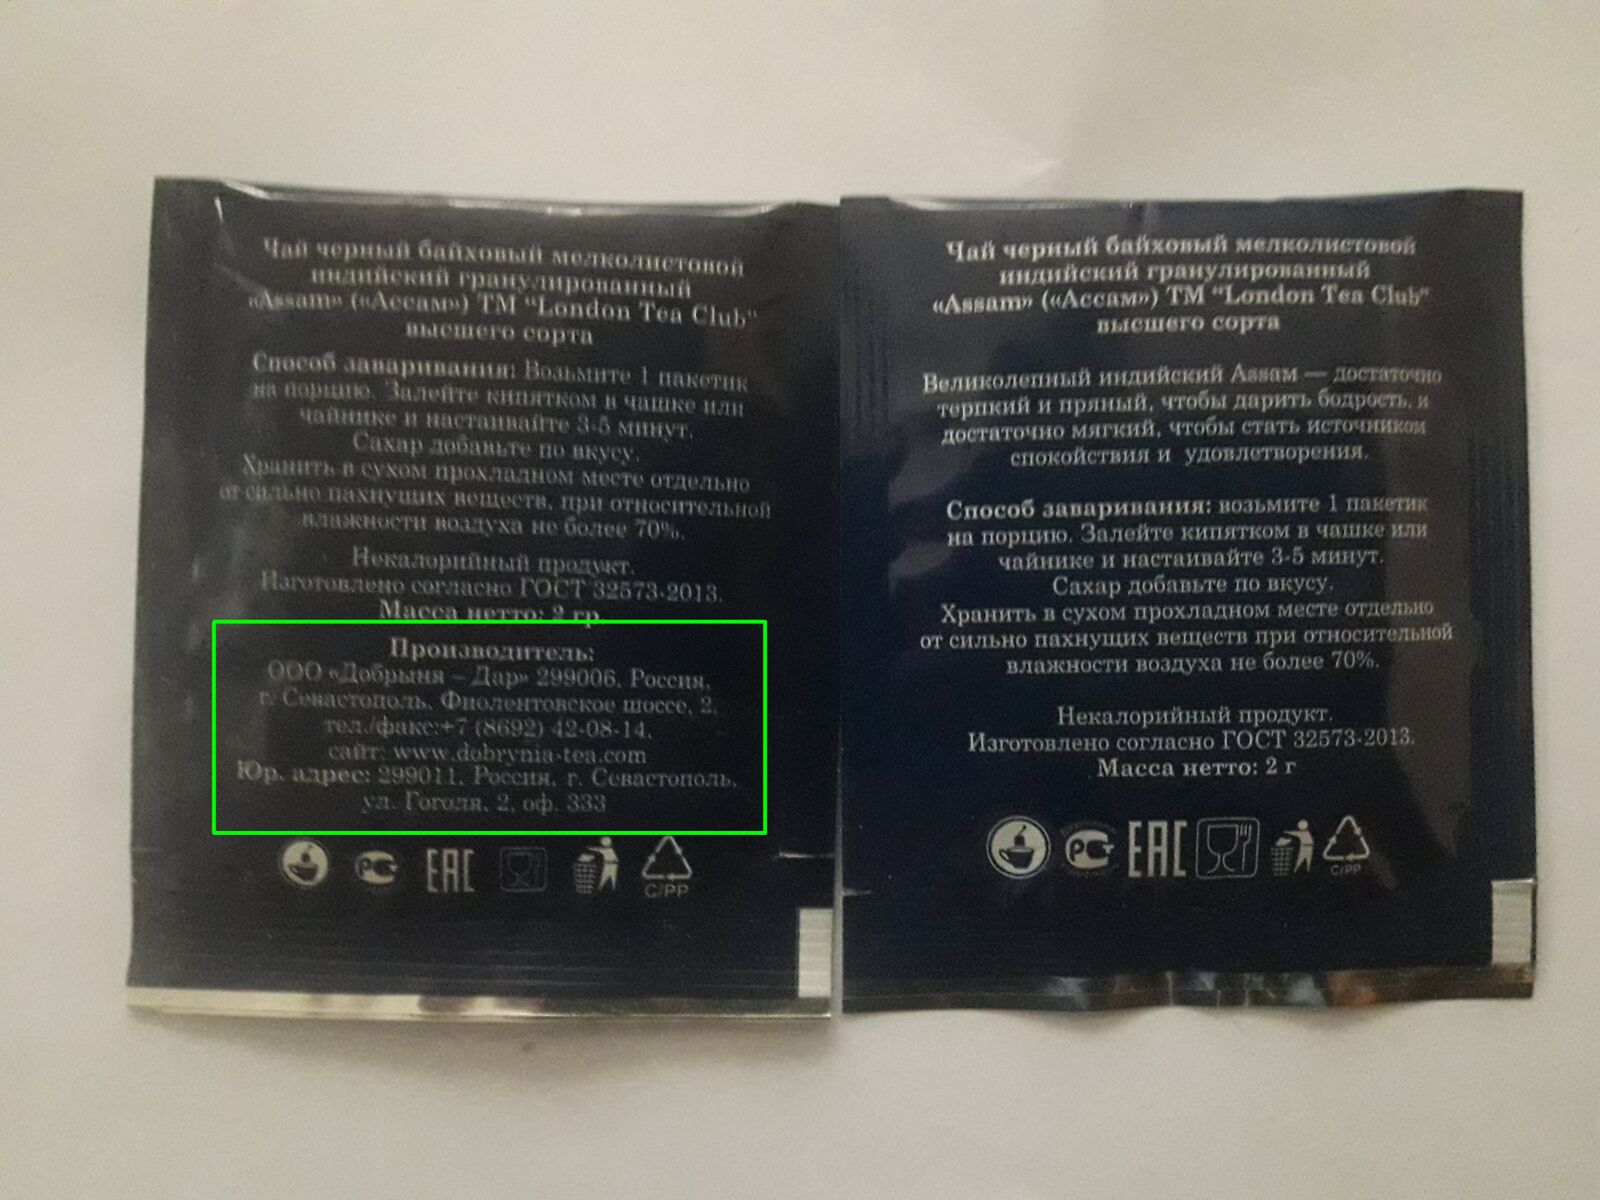 Чай черный байховый мелколистовой
индийский гранулированный
«Assam» («Ассам») ТМ "London Tea Club"
высшего сорта
Способ заваривания: Возьмите 1 пакетик
на порцию. Залейте кипятком в чашке или
чайнике и настаивайте 3-5 минут.
Сахар добавьте по вкусу.
Хранить в сухом прохладном месте отдельно
от сильно пахнущих веществ, при относительной
влажности воздуха не более 70%.
Некалорийный продукт.
Изготовлено согласно ГОСТ 32573-2013.
Масса нетто: 2 гр.
Производитель:
ООО «Добрыня – Дар» 299006, Россия,
г. Севастополь, Фиолентовское шоссе, 2,
тел./факс:+7 (8692) 42-08-14,
сайт: www.dobrynia-tea.com
Юр. адрес: 299011, Россия, г. Севастополь,
ул. Гоголя, 2, оф. 333
РСТ
EAC
C/PP
Чай черный байховый мелколистовой
индийский гранулированный
«Assam» («Ассам») ТМ "London Tea Club"
высшего сорта
Великолепный индийский Assam — достаточно
терпкий и пряный, чтобы дарить бодрость, и
достаточно мягкий, чтобы стать источником
спокойствия и удовлетворения.
Способ заваривания: возьмите 1 пакетик
на порцию. Залейте кипятком в чашке или
чайнике и настаивайте 3-5 минут.
Сахар добавьте по вкусу.
Хранить в сухом прохладном месте отдельно
от сильно пахнущих веществ при относительной
влажности воздуха не более 70%.
Некалорийный продукт.
Изготовлено согласно ГОСТ 32573-2013.
Масса нетто: 2 г
РСТ
EAC
C/PP